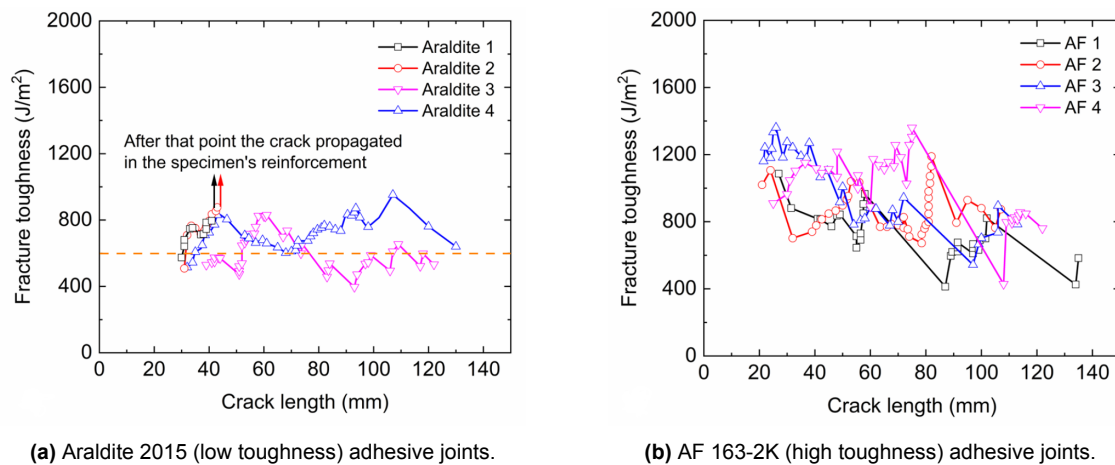 2000
1600
1200
800
400
0
Fracture toughness (J/m²)
Araldite 1
Araldite 2
Araldite 3
Araldite 4
After that point the crack propagated
in the specimen's reinforcement
0 20 40 60 80 100 120 140
Crack length (mm)
(a) Araldite 2015 (low toughness) adhesive joints.
2000
1600
1200
800
400
0
Fracture toughness (J/m²)
AF 1
AF 2
AF 3
AF 4
0 20 40 60 80 100 120 140
Crack length (mm)
(b) AF 163-2K (high toughness) adhesive joints.